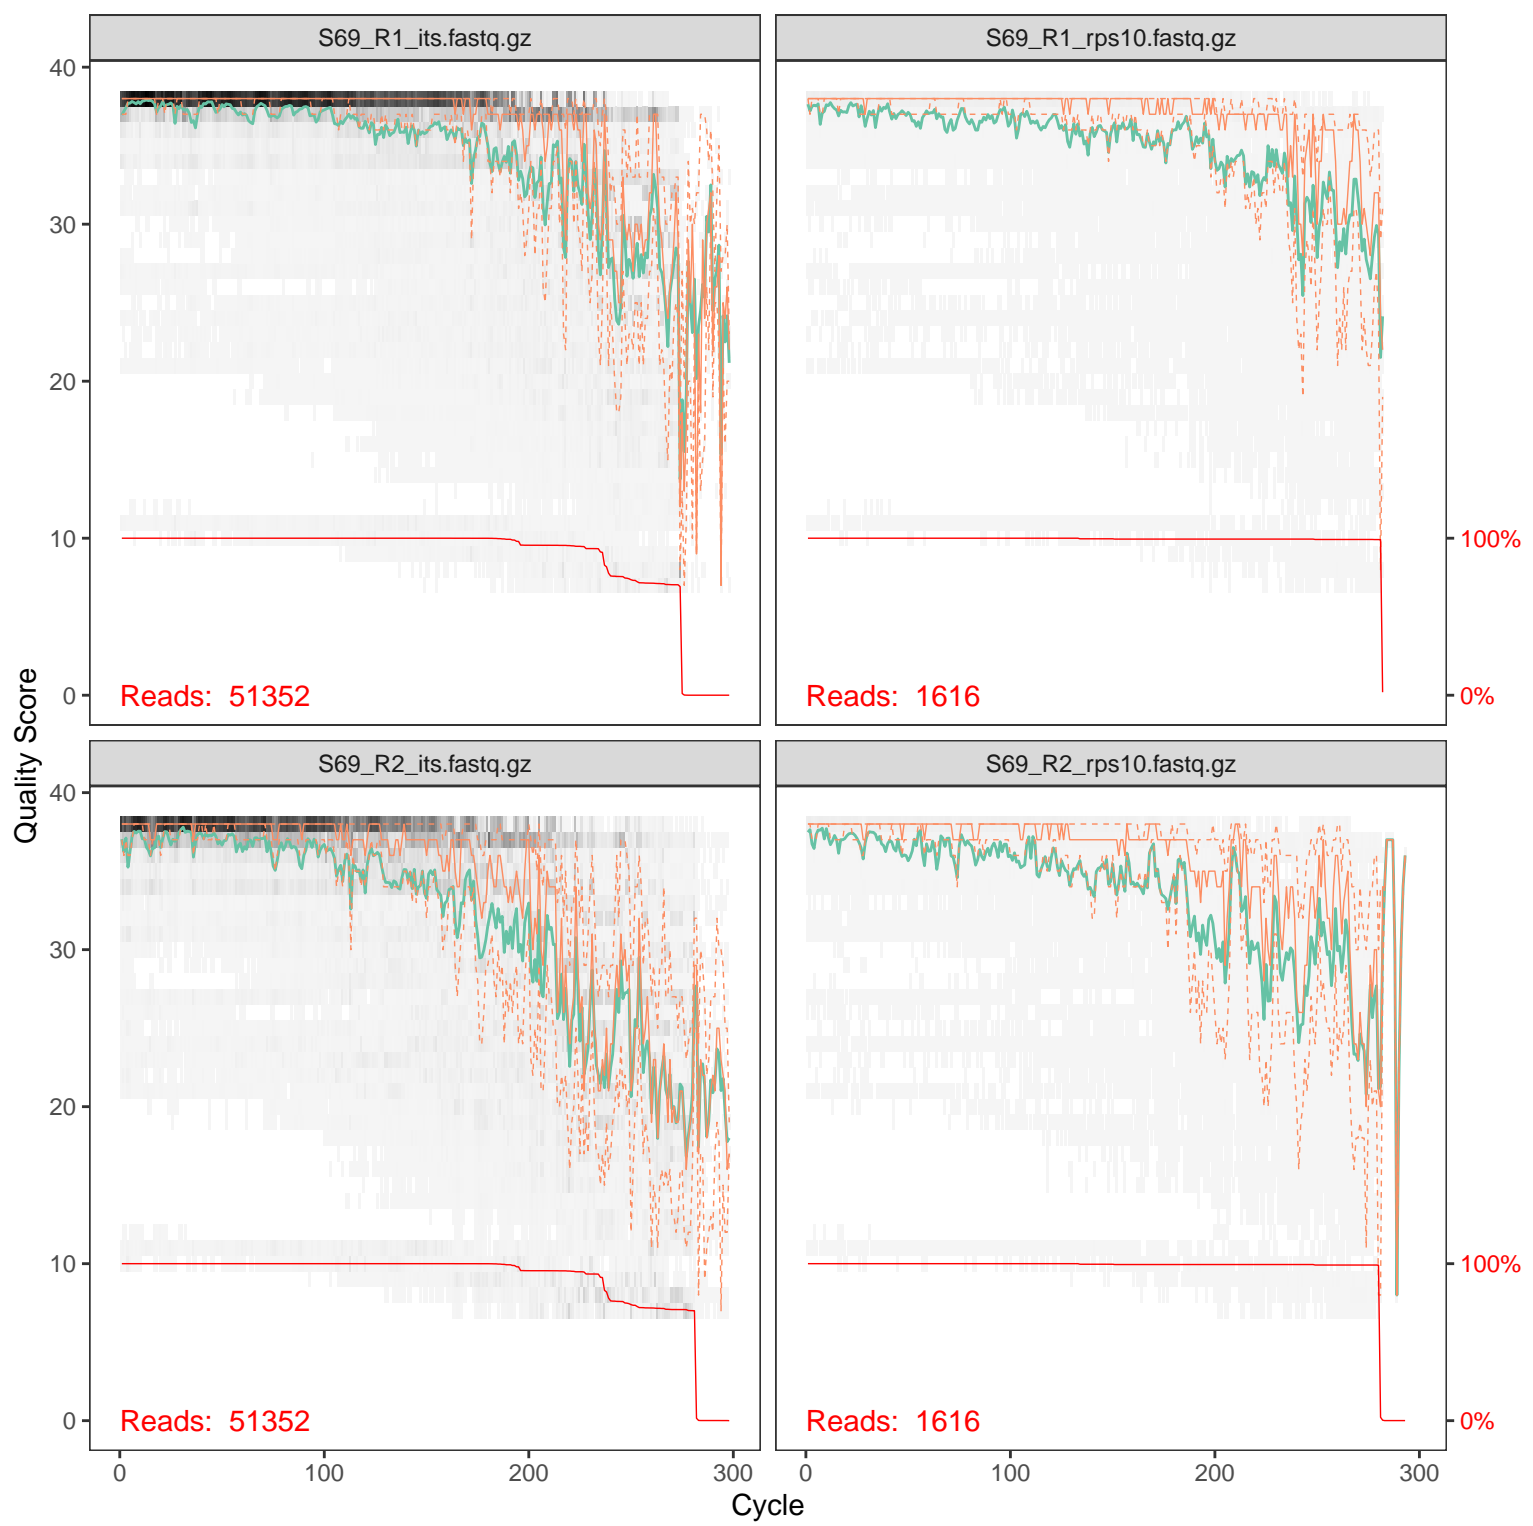 S69_R1_its.fastq.gz
S69_R1_rps10.fastq.gz
40
30
20
10
0
100%
0%
Reads: 51352
Reads: 1616
Quality Score
S69_R2_its.fastq.gz
S69_R2_rps10.fastq.gz
40
30
20
10
0
100%
0%
Reads: 51352
Reads: 1616
0 100 200 300
0 100 200 300
Cycle